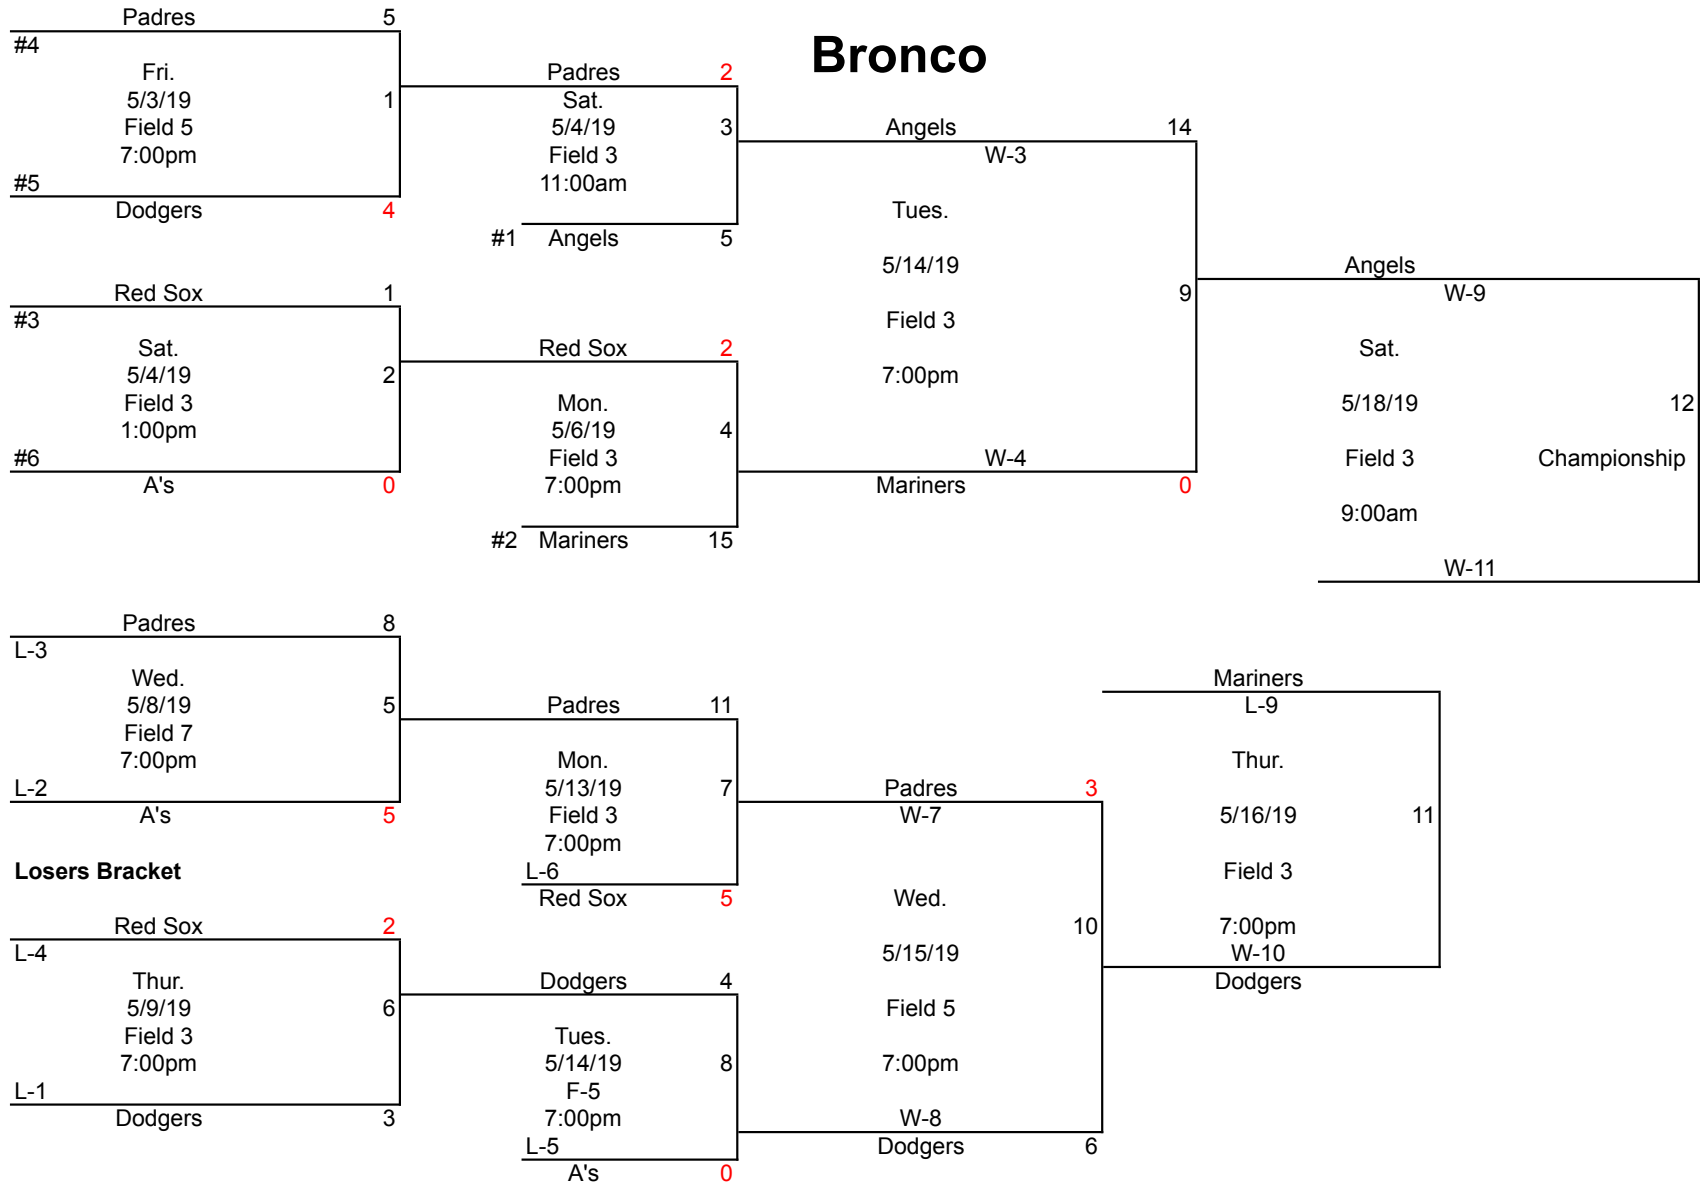 Bronco
Padres 5
#4
Fri.
5/3/19
1
Field 5
7:00pm
#5
Dodgers 4
Padres 2
Sat.
5/4/19
3
Field 3
11:00am
#1 Angels 5
Red Sox 1
#3
Sat.
5/4/19
2
Field 3
1:00pm
#6
A's 0
Red Sox 2
Mon.
5/6/19
4
Field 3
7:00pm
#2 Mariners 15
Angels 14
W-3
Tues.
5/14/19
9
Field 3
7:00pm
W-4
Mariners 0
Angels
W-9
Sat.
5/18/19
12
Field 3
Championship
9:00am
W-11
Padres 8
L-3
Wed.
5/8/19
5
Field 7
7:00pm
L-2
A's 5
Losers Bracket
Padres 11
Mon.
5/13/19
7
Field 3
7:00pm
L-6
Red Sox 5
Red Sox 2
L-4
Thur.
5/9/19
6
Field 3
7:00pm
L-1
Dodgers 3
Dodgers 4
Tues.
5/14/19
8
F-5
7:00pm
L-5
A's 0
Padres 3
W-7
Wed.
10
5/15/19
Field 5
7:00pm
W-8
Dodgers 6
Mariners
L-9
Thur.
5/16/19
11
Field 3
7:00pm
W-10
Dodgers